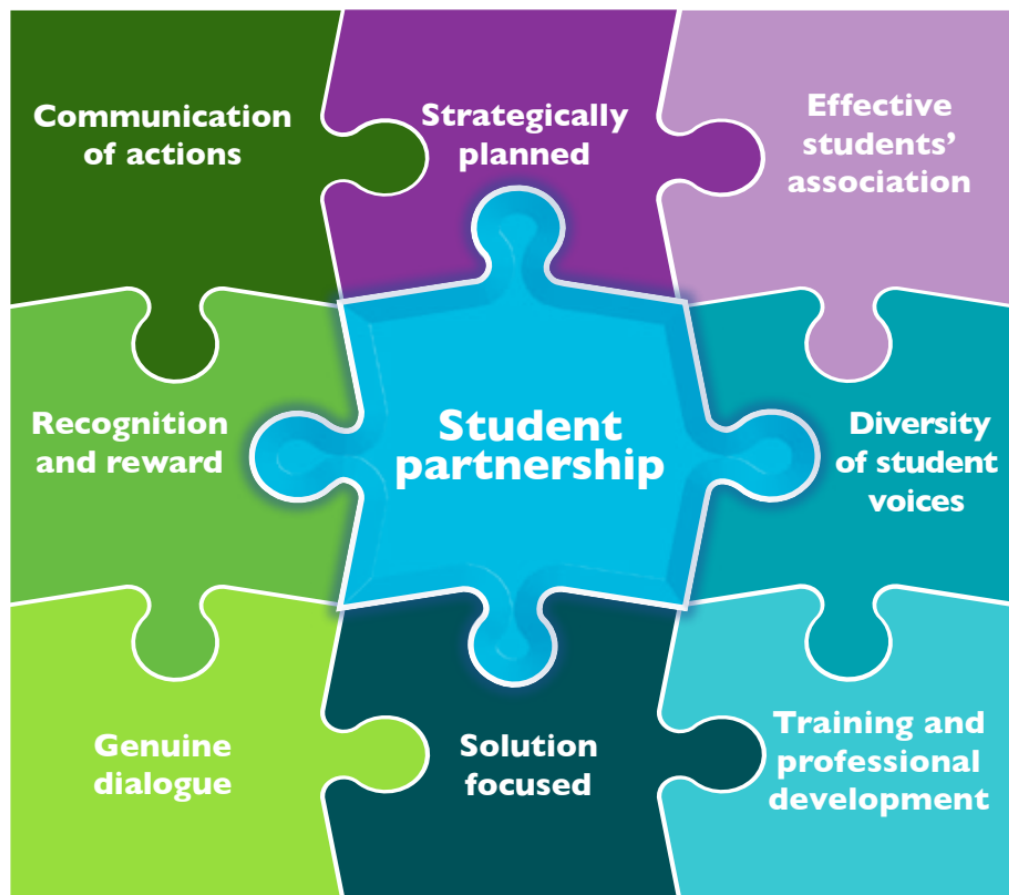 Communication
of actions
Strategically
planned
Effective
students’
association
Recognition
and reward
Student
partnership
Diversity
of student
voices
Genuine
dialogue
Solution
focused
Training and
professional
development